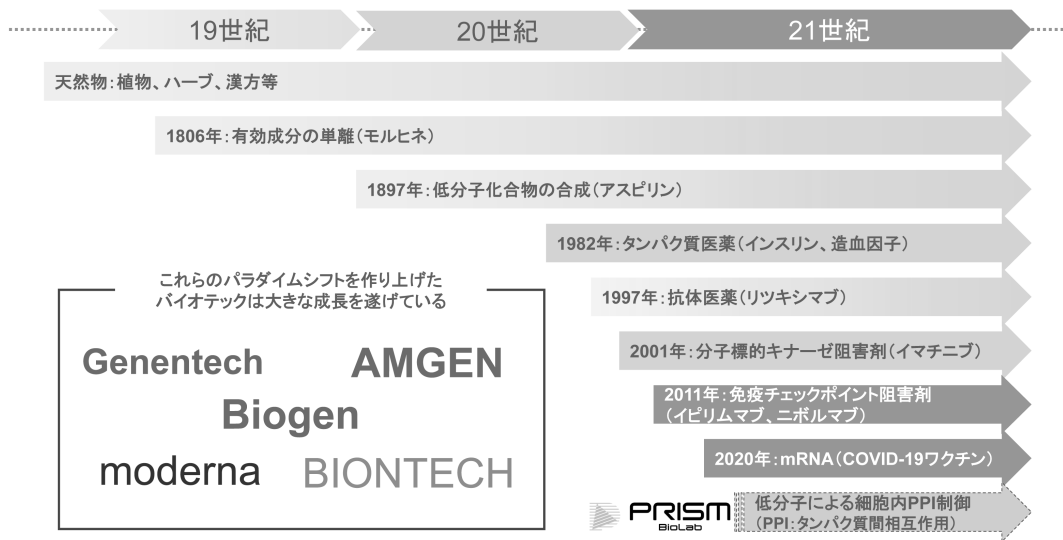 19世紀
20世紀
21世紀
天然物：植物、ハーブ、漢方等
1806年：有効成分の単離（モルヒネ）
1897年：低分子化合物の合成（アスピリン）
1982年：タンパク質医薬（インスリン、造血因子）
1997年：抗体医薬（リツキシマブ）
2001年：分子標的キナーゼ阻害剤（イマチニブ）
2011年：免疫チェックポイント阻害剤
（イピリムマブ、ニボルマブ）
2020年：mRNA（COVID-19ワクチン）
PRISM
BioLab
低分子による細胞内PPI制御
（PPI：タンパク質間相互作用）
これらのパラダイムシフトを作り上げた
バイオテックは大きな成長を遂げている
Genentech
AMGEN
Biogen
moderna
BIONTECH